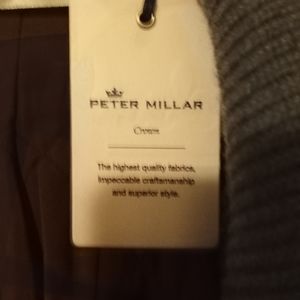 PETER MILLAR
Crown
The highest quality fabrics,
impeccable craftsmanship
and superior style.